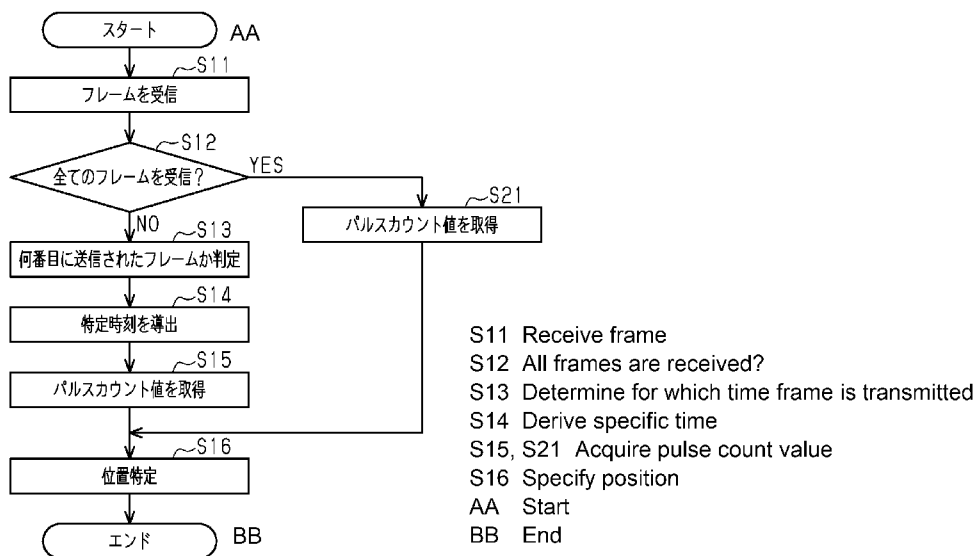 スタート
AA
S11
フレームを受信
S12
全てのフレームを受信？
YES
NO
S21
パルスカウント値を取得
S13
何番目に送信されたフレームか判定
S14
特定時刻を導出
S15
パルスカウント値を取得
S16
位置特定
エンド
BB
S11 Receive frame
S12 All frames are received?
S13 Determine for which time frame is transmitted
S14 Derive specific time
S15, S21 Acquire pulse count value
S16 Specify position
AA Start
BB End